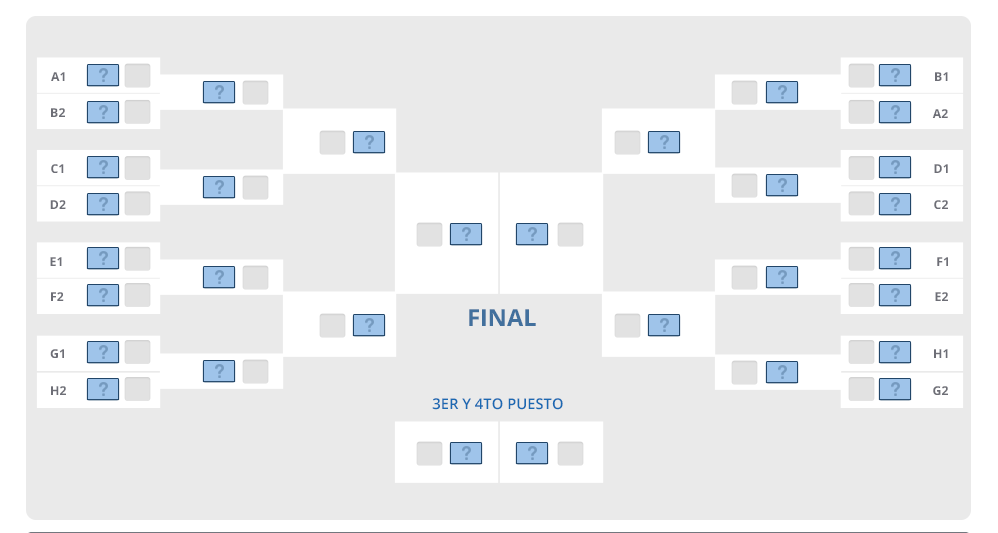 A1 ?
? B1
B2 ?
? A2
?
?
?
?
C1 ?
? D1
D2 ?
? C2
?
?
?
?
E1 ?
? F1
F2 ?
? E2
?
?
FINAL
?
?
G1 ?
? H1
H2 ?
? G2
?
?
3ER Y 4TO PUESTO
?
?